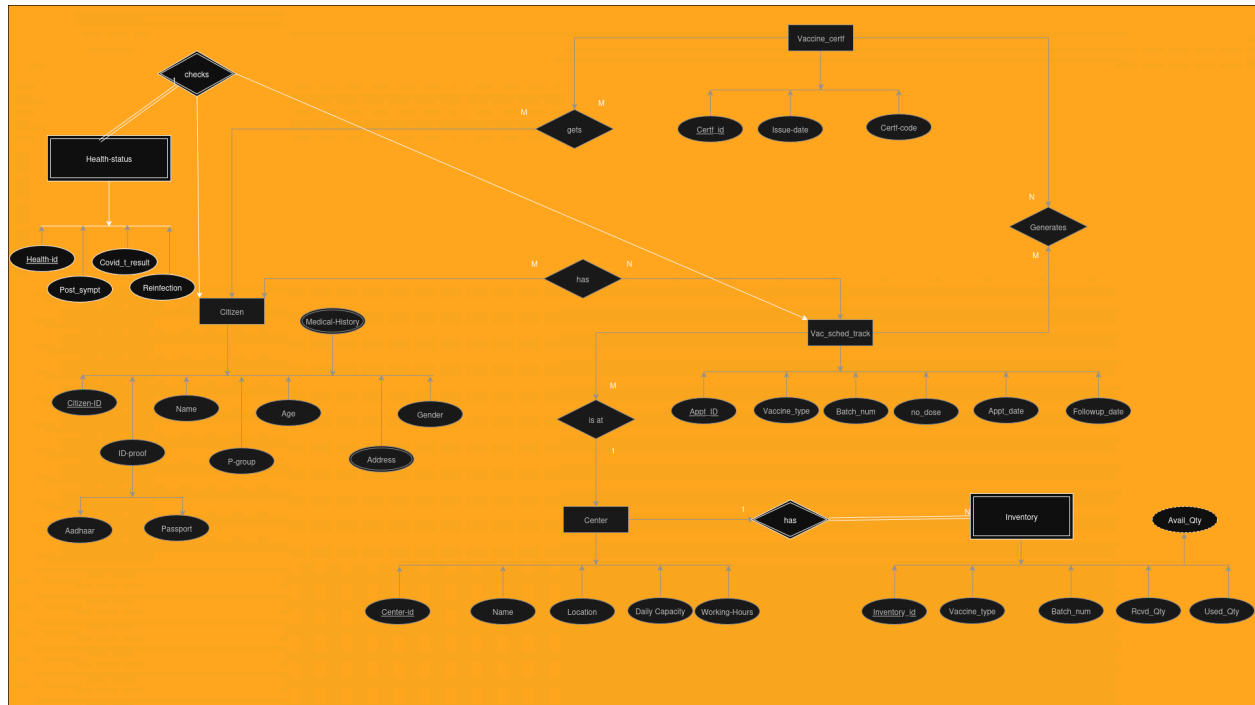 Vaccine_certf
checks
M
M
gets
Certf_id
Issue-date
Certf-code
1
Health-status
N
Generates
M
Health-id
Covid_t_result
Post_sympt
Reinfection
M
has
N
Citizen
Medical-History
Vac_sched_track
M
Citizen-ID
Name
Age
Gender
is at
Appt_ID
Vaccine_type
Batch_num
no_dose
Appt_date
Followup_date
ID-proof
P-group
Address
1
Aadhaar
Passport
Center
1
has
N
Inventory
Avail_Qty
Center-id
Name
Location
Daily Capacity
Working-Hours
Inventory_id
Vaccine_type
Batch_num
Rcvd_Qty
Used_Qty